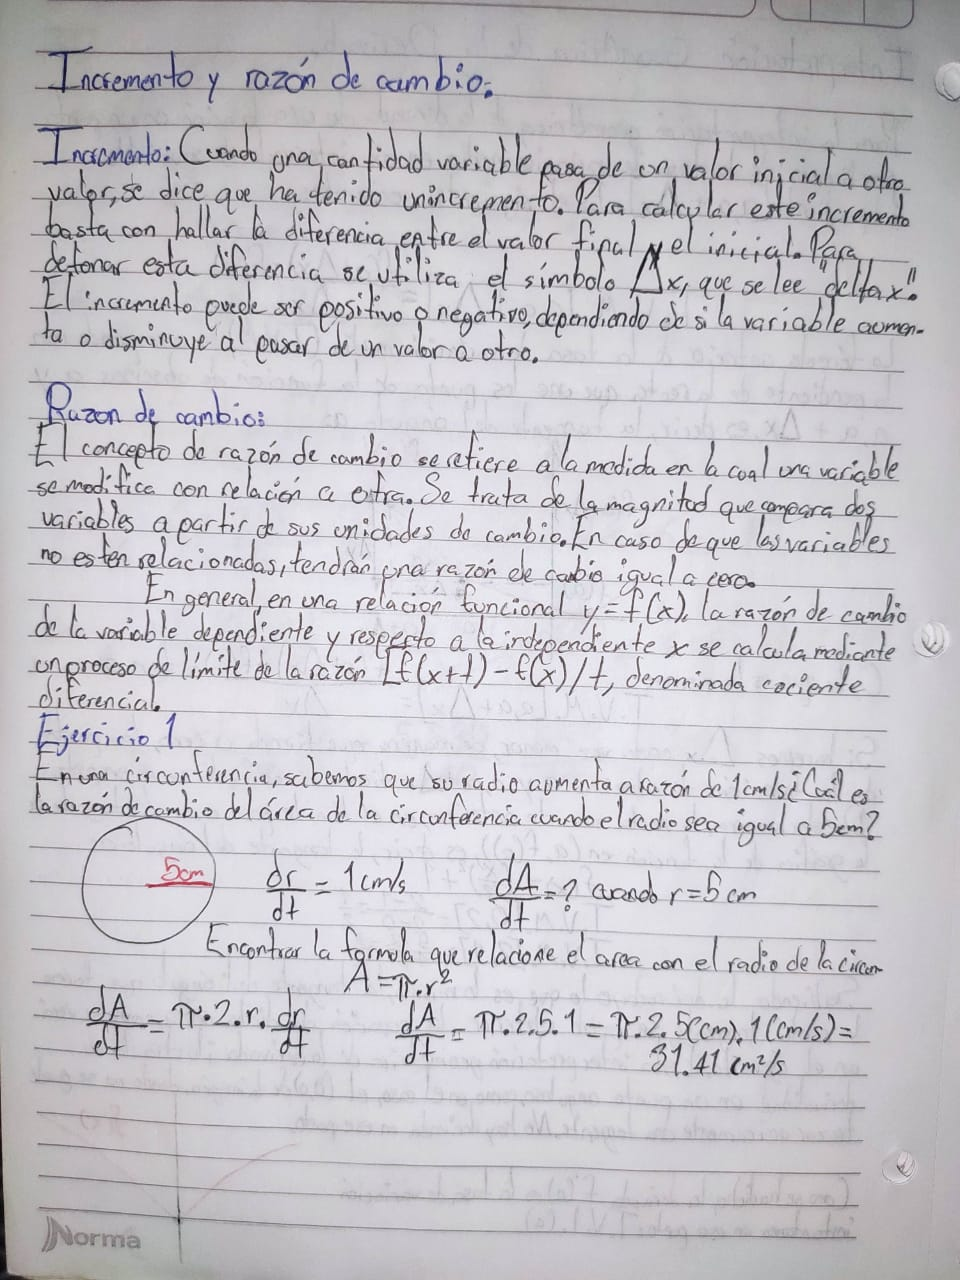 Incremento y razón de cambio.
Incremento: Cuando una cantidad variable pasa de un valor inicial a otro
valor, se dice que ha tenido un incremento. Para calcular este incremento
basta con hallar la diferencia entre el valor final y el inicial. Para
detonar esta diferencia se utiliza el símbolo Δx, que se lee "delta x".
El incremento puede ser positivo o negativo, dependiendo de si la variable aumen-
ta o disminuye al pasar de un valor a otro.
Razon de cambio:
El concepto de razón de cambio se refiere a la medida en la cual una variable
se modifica con relación a otra. Se trata de la magnitud que compara dos
variables a partir de sus unidades de cambio. En caso de que las variables
no esten relacionadas, tendrán una razón de cambio igual a cero.
En general, en una relación funcional y=f(x), la razón de cambio
de la variable dependiente y respecto a la independiente x se calcula mediante
un proceso de límite de la razón [f(x+t)-f(x)/t, denominada cociente
diferencial.
Ejercicio 1
En una circonferencia, sabemos que su radio aumenta a razón de 1cm/s ¿Cuál es
la razón de cambio del área de la circunferencia cuando el radio sea igual a 5cm?
5cm dr/dt = 1cm/s dA/dt = ? cuando r=5cm
Encontrar la formula que relacione el area con el radio de la circun
A=π.r²
dA/dt = π.2.r.dr/dt dA/dt = π.2.5.1 = π.2.5(cm).1(cm/s)=
31.41 cm²/s
Norma